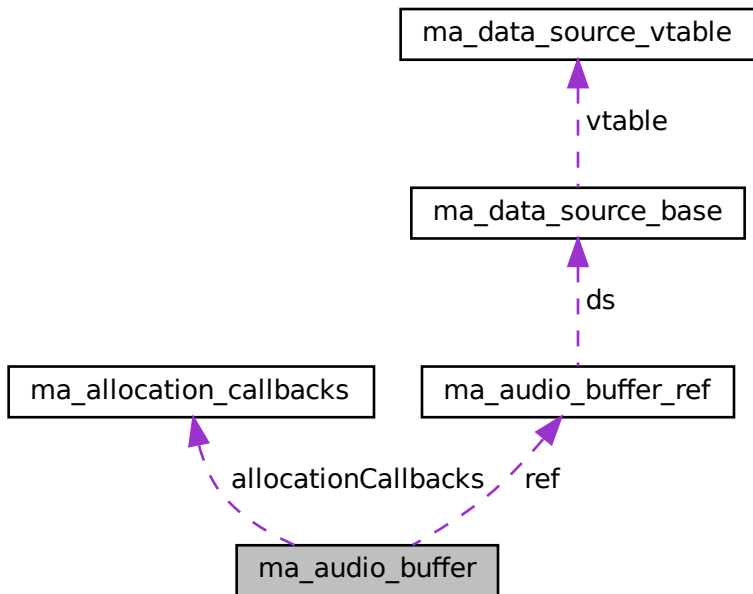 ma_data_source_vtable
vtable
ma_data_source_base
ds
ma_allocation_callbacks
ma_audio_buffer_ref
allocationCallbacks
ref
ma_audio_buffer